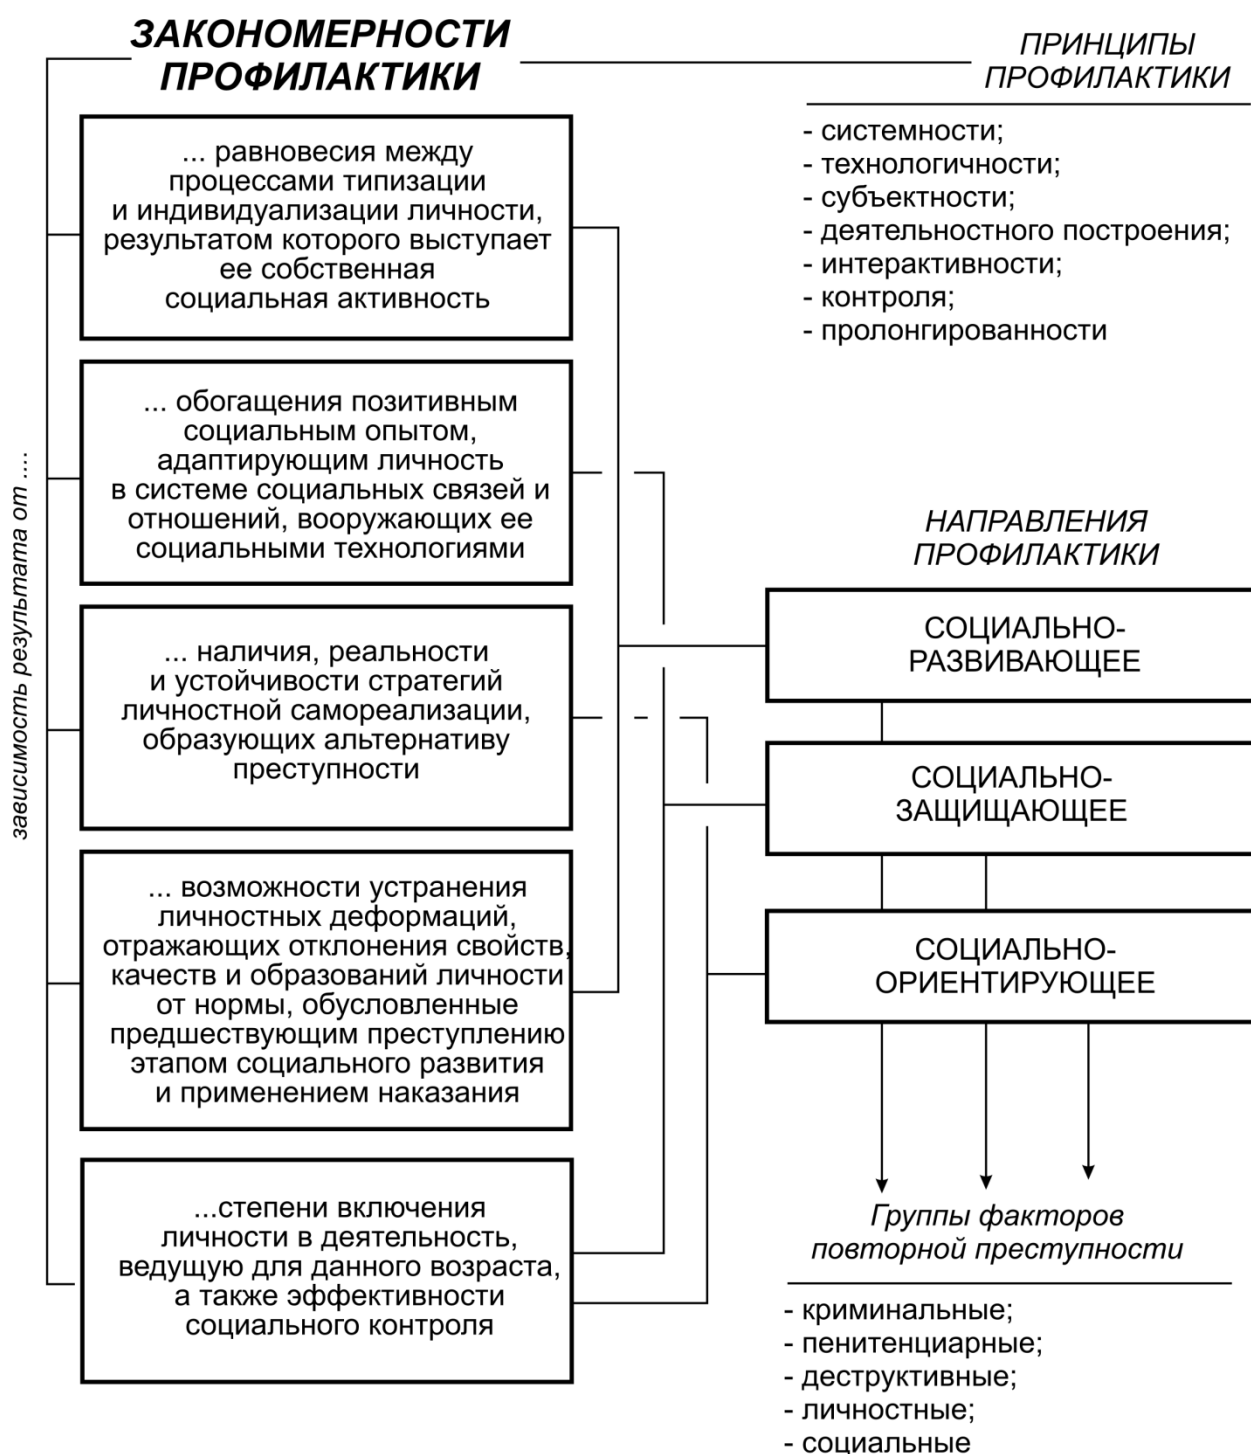 ЗАКОНОМЕРНОСТИ
ПРОФИЛАКТИКИ
зависимость результата от ....
... равновесия между
процессами типизации
и индивидуализации личности,
результатом которого выступает
ее собственная
социальная активность
... обогащения позитивным
социальным опытом,
адаптирующим личность
в системе социальных связей и
отношений, вооружающих ее
социальными технологиями
... наличия, реальности
и устойчивости стратегий
личностной самореализации,
образующих альтернативу
преступности
... возможности устранения
личностных деформаций,
отражающих отклонения свойств,
качеств и образований личности
от нормы, обусловленные
предшествующим преступлению
этапом социального развития
и применением наказания
...степени включения
личности в деятельность,
ведущую для данного возраста,
а также эффективности
социального контроля
ПРИНЦИПЫ
ПРОФИЛАКТИКИ
- системности;
- технологичности;
- субъектности;
- деятельностного построения;
- интерактивности;
- контроля;
- пролонгированности
НАПРАВЛЕНИЯ
ПРОФИЛАКТИКИ
СОЦИАЛЬНО-
РАЗВИВАЮЩЕЕ
СОЦИАЛЬНО-
ЗАЩИЩАЮЩЕЕ
СОЦИАЛЬНО-
ОРИЕНТИРУЮЩЕЕ
Группы факторов
повторной преступности
- криминальные;
- пенитенциарные;
- деструктивные;
- личностные;
- социальные